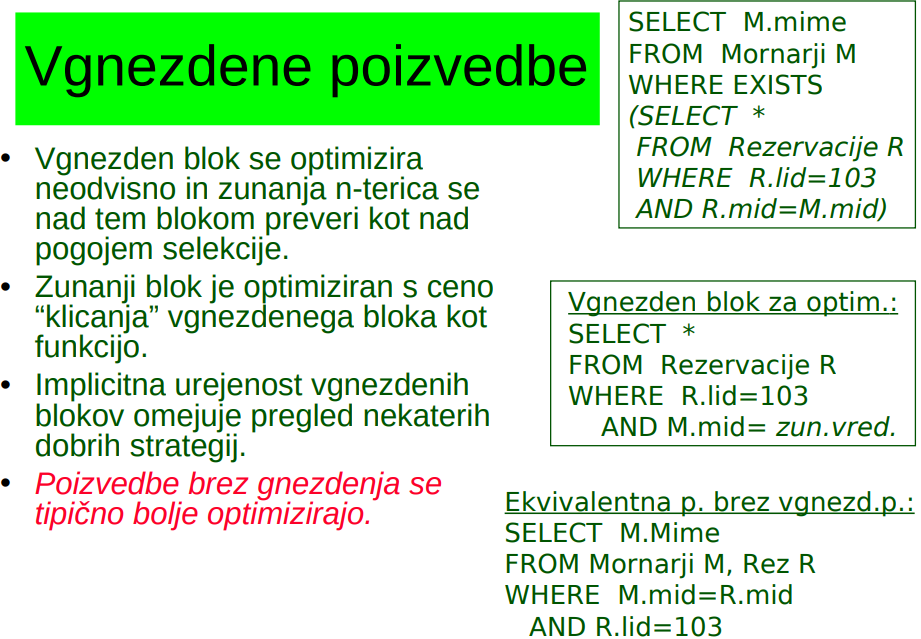 Vgnezdene poizvedbe
• Vgnezden blok se optimizira
neodvisno in zunanja n-terica se
nad tem blokom preveri kot nad
pogojem selekcije.
• Zunanji blok je optimiziran s ceno
“klicanja” vgnezdenega bloka kot
funkcijo.
• Implicitna urejenost vgnezdenih
blokov omejuje pregled nekaterih
dobrih strategij.
• Poizvedbe brez gnezdenja se
tipično bolje optimizirajo.
SELECT M.mime
FROM Mornarji M
WHERE EXISTS
(SELECT *
FROM Rezervacije R
WHERE R.lid=103
AND R.mid=M.mid)
Vgnezden blok za optim.:
SELECT *
FROM Rezervacije R
WHERE R.lid=103
AND M.mid= zun.vred.
Ekvivalentna p. brez vgnezd.p.:
SELECT M.Mime
FROM Mornarji M, Rez R
WHERE M.mid=R.mid
AND R.lid=103